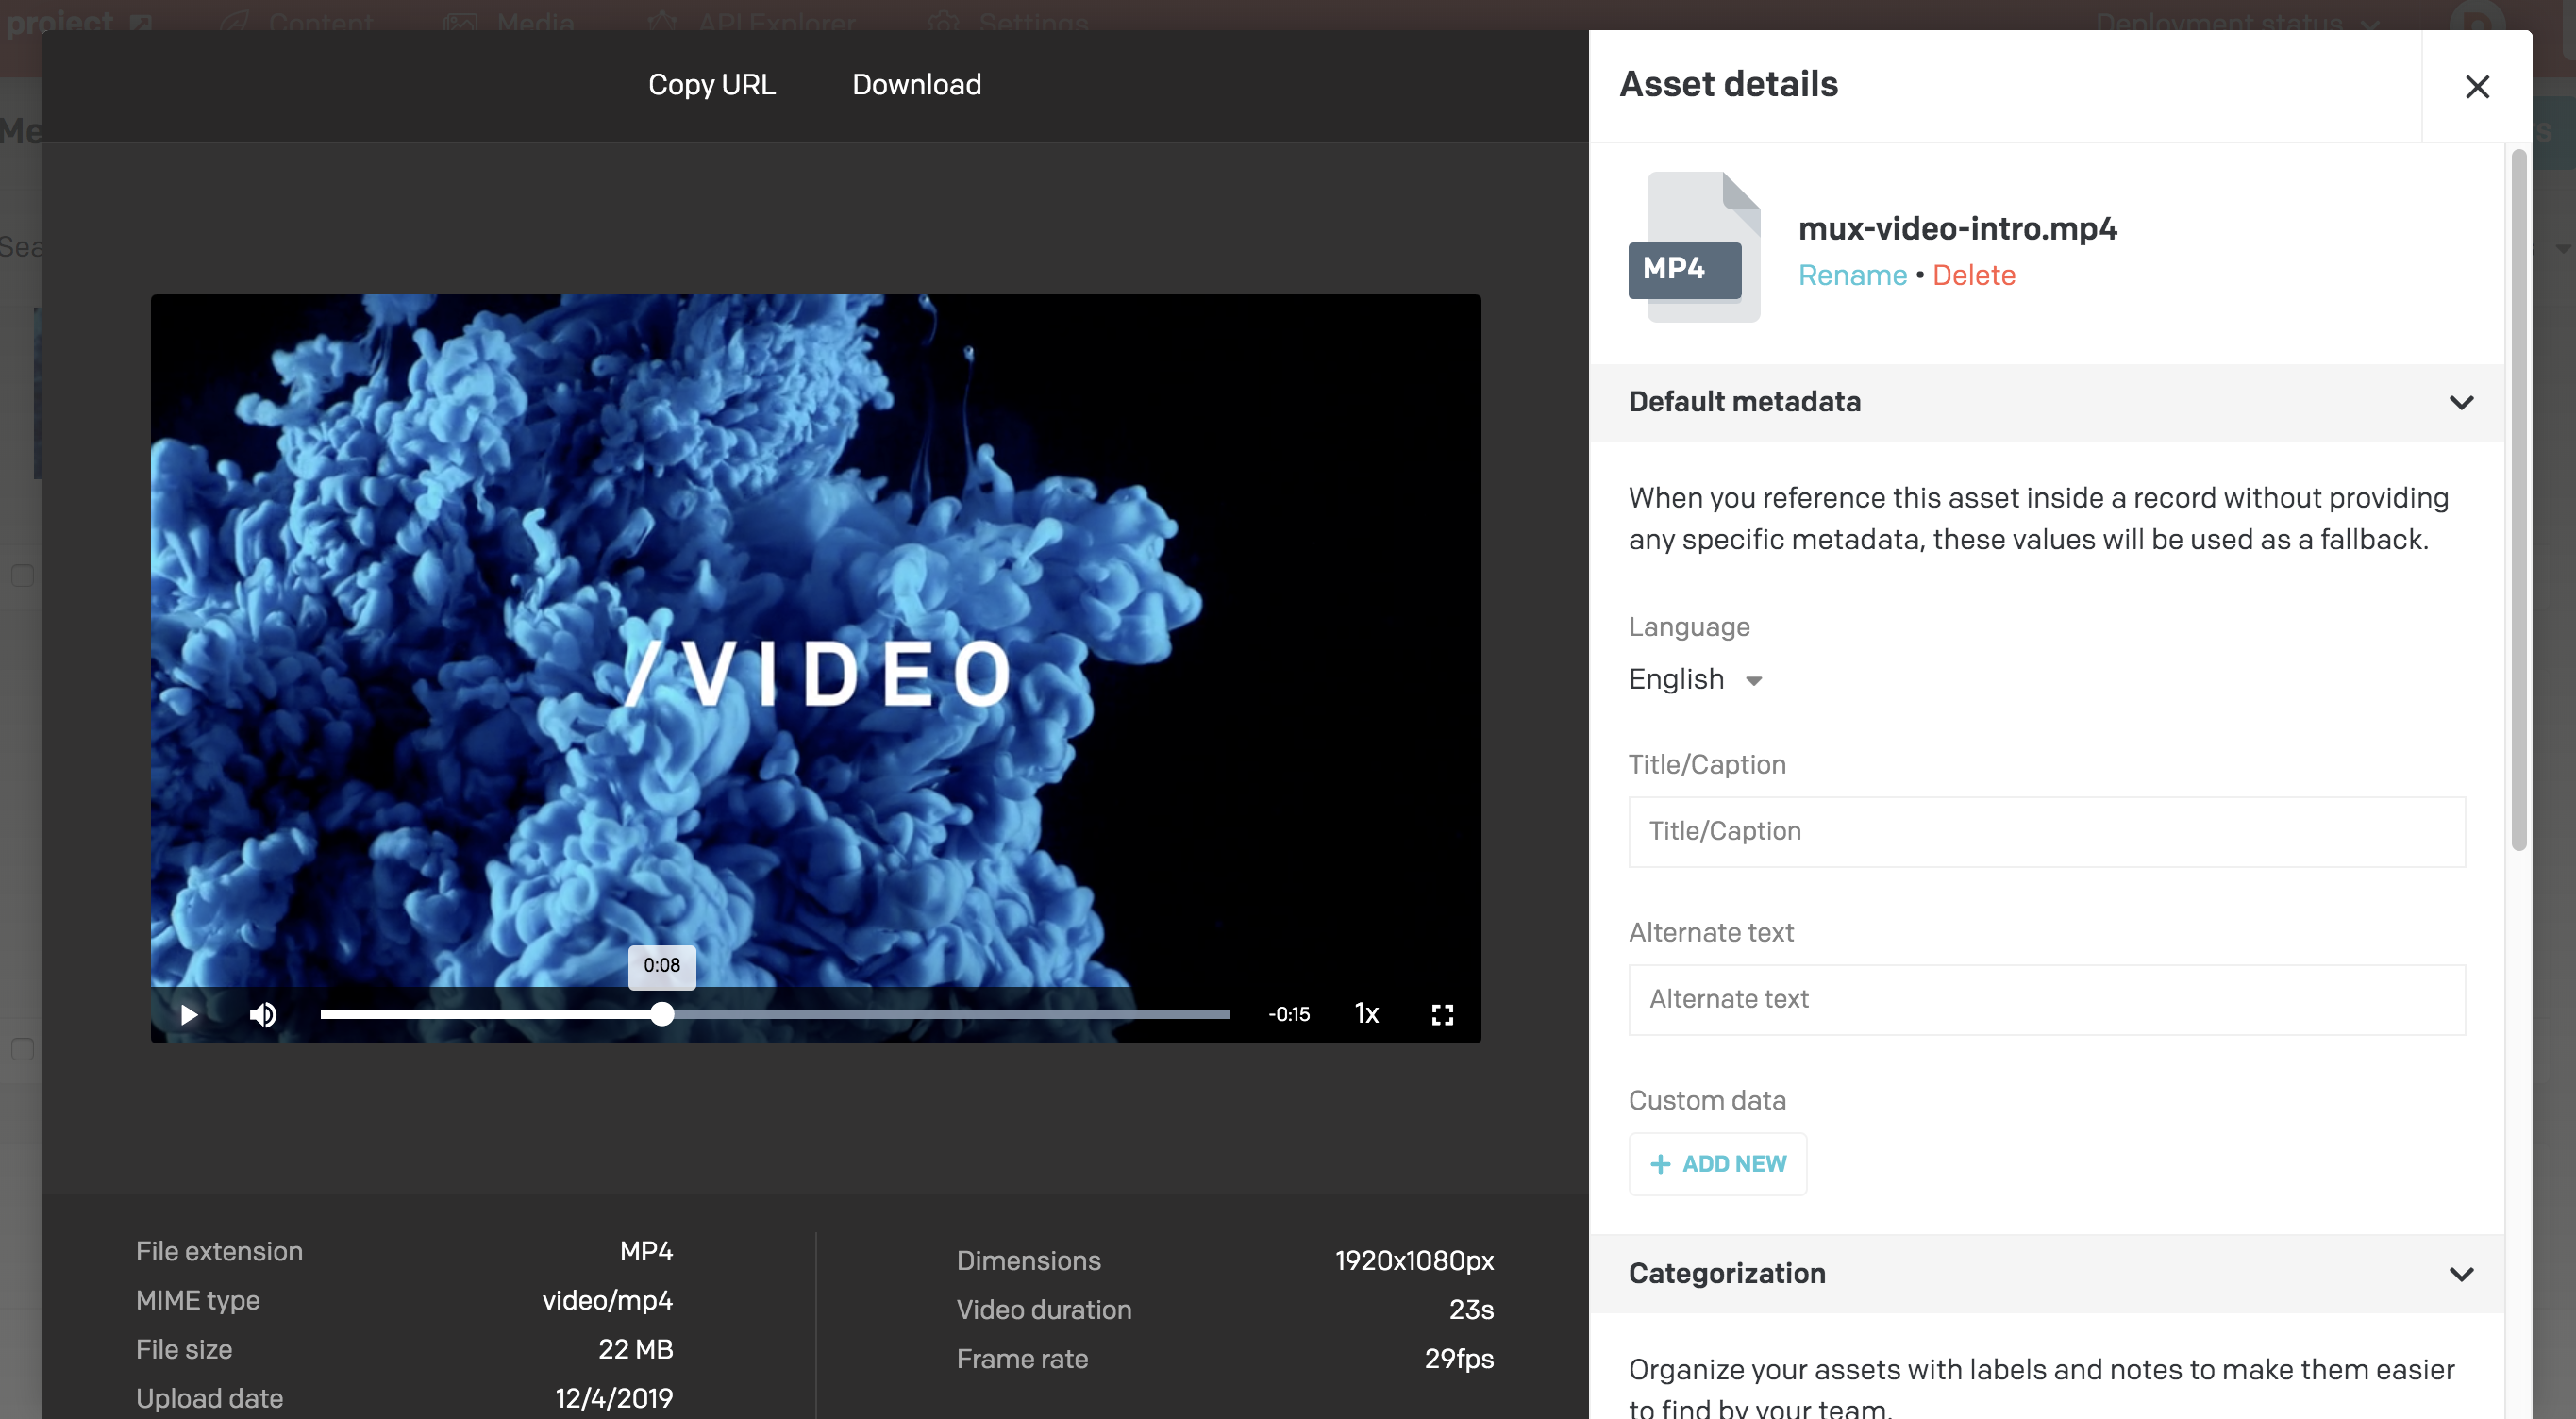 project
Content
Media
API Explorer
Settings
Deployment status
Copy URL
Download
Asset details
MP4
mux-video-intro.mp4
Rename • Delete
Default metadata
When you reference this asset inside a record without providing
any specific metadata, these values will be used as a fallback.
Language
English
Title/Caption
Title/Caption
Alternate text
Alternate text
Custom data
+ ADD NEW
Categorization
Organize your assets with labels and notes to make them easier
to find by your team.
/VIDEO
0:08
-0:15
1x
File extension MP4
MIME type video/mp4
File size 22 MB
Upload date 12/4/2019
Dimensions 1920x1080px
Video duration 23s
Frame rate 29fps